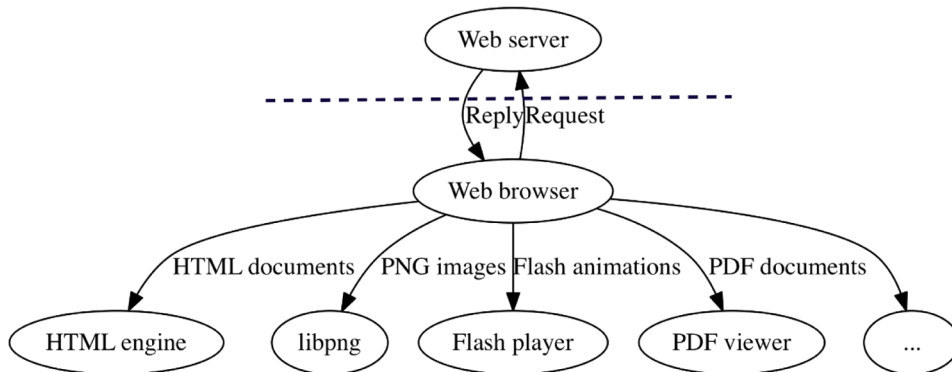 Web server
Reply
Request
Web browser
HTML documents
PNG images
Flash animations
PDF documents
HTML engine
libpng
Flash player
PDF viewer
...